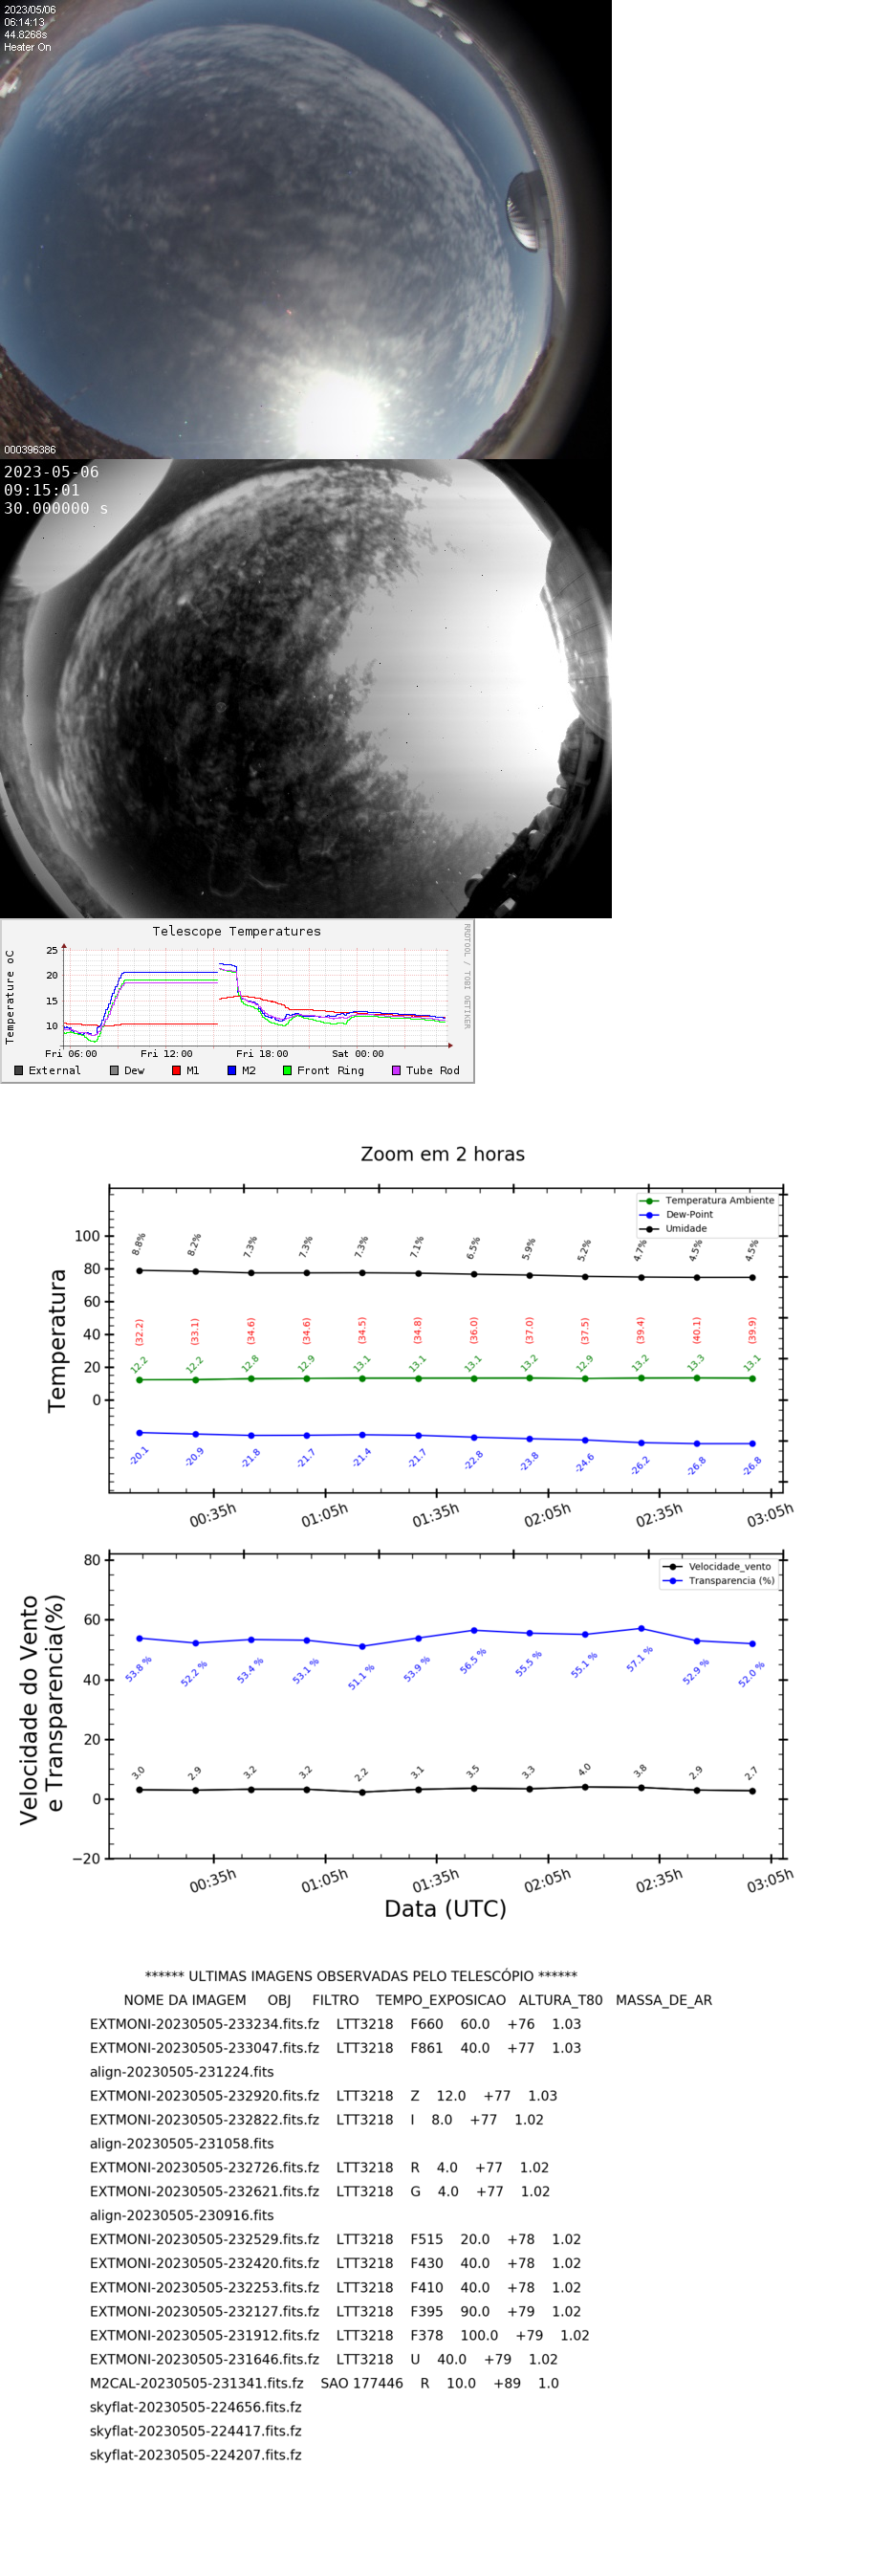 2023/05/06
06:14:13
44.8268s
Heater On
000396386
2023-05-06
09:15:01
30.000000 s
Telescope Temperatures
RRDTOOL / TOBI OETIKER
Temperature oC
25
20
15
10
Fri 06:00 Fri 12:00 Fri 18:00 Sat 00:00
External Dew M1 M2 Front Ring Tube Rod
Zoom em 2 horas
Temperatura Ambiente
Dew-Point
Umidade
Temperatura
100
80
60
40
20
0
8.8% 8.2% 7.3% 7.3% 7.3% 7.1% 6.5% 5.9% 5.2% 4.7% 4.5% 4.5%
(32.2) (33.1) (34.6) (34.6) (34.5) (34.8) (36.0) (37.0) (37.5) (39.4) (40.1) (39.9)
12.2 12.2 12.8 12.9 13.1 13.1 13.1 13.2 12.9 13.2 13.3 13.1
-20.1 -20.9 -21.8 -21.7 -21.4 -21.7 -22.8 -23.8 -24.6 -26.2 -26.8 -26.8
00:35h 01:05h 01:35h 02:05h 02:35h 03:05h
Velocidade_vento
Transparencia (%)
Velocidade do Vento
e Transparencia(%)
80
60
40
20
0
−20
53.8 % 52.2 % 53.4 % 53.1 % 51.1 % 53.9 % 56.5 % 55.5 % 55.1 % 57.1 % 52.9 % 52.0 %
3.0 2.9 3.2 3.2 2.2 3.1 3.5 3.3 4.0 3.8 2.9 2.7
00:35h 01:05h 01:35h 02:05h 02:35h 03:05h
Data (UTC)
****** ULTIMAS IMAGENS OBSERVADAS PELO TELESCÓPIO ******
NOME DA IMAGEM OBJ FILTRO TEMPO_EXPOSICAO ALTURA_T80 MASSA_DE_AR
EXTMONI-20230505-233234.fits.fz LTT3218 F660 60.0 +76 1.03
EXTMONI-20230505-233047.fits.fz LTT3218 F861 40.0 +77 1.03
align-20230505-231224.fits
EXTMONI-20230505-232920.fits.fz LTT3218 Z 12.0 +77 1.03
EXTMONI-20230505-232822.fits.fz LTT3218 I 8.0 +77 1.02
align-20230505-231058.fits
EXTMONI-20230505-232726.fits.fz LTT3218 R 4.0 +77 1.02
EXTMONI-20230505-232621.fits.fz LTT3218 G 4.0 +77 1.02
align-20230505-230916.fits
EXTMONI-20230505-232529.fits.fz LTT3218 F515 20.0 +78 1.02
EXTMONI-20230505-232420.fits.fz LTT3218 F430 40.0 +78 1.02
EXTMONI-20230505-232253.fits.fz LTT3218 F410 40.0 +78 1.02
EXTMONI-20230505-232127.fits.fz LTT3218 F395 90.0 +79 1.02
EXTMONI-20230505-231912.fits.fz LTT3218 F378 100.0 +79 1.02
EXTMONI-20230505-231646.fits.fz LTT3218 U 40.0 +79 1.02
M2CAL-20230505-231341.fits.fz SAO 177446 R 10.0 +89 1.0
skyflat-20230505-224656.fits.fz
skyflat-20230505-224417.fits.fz
skyflat-20230505-224207.fits.fz